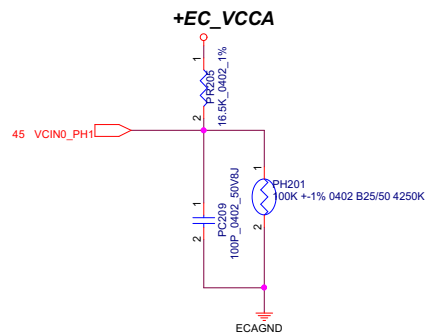 +EC_VCCA
1
PR205
16.5K_0402_1%
2
45 VCIN0_PH1
1
PC209
100P_0402_50V8J
2
1
PH201
100K +-1% 0402 B25/50 4250K
2
ECAGND